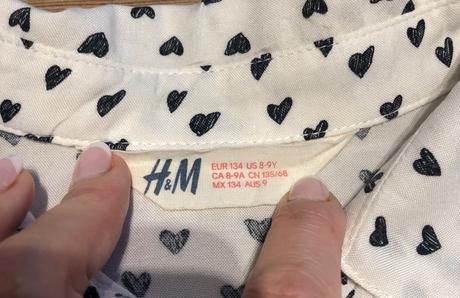 H&M
EUR 134 US 8-9Y
CA 8-9A CN 135/68
MX 134 AUS 9